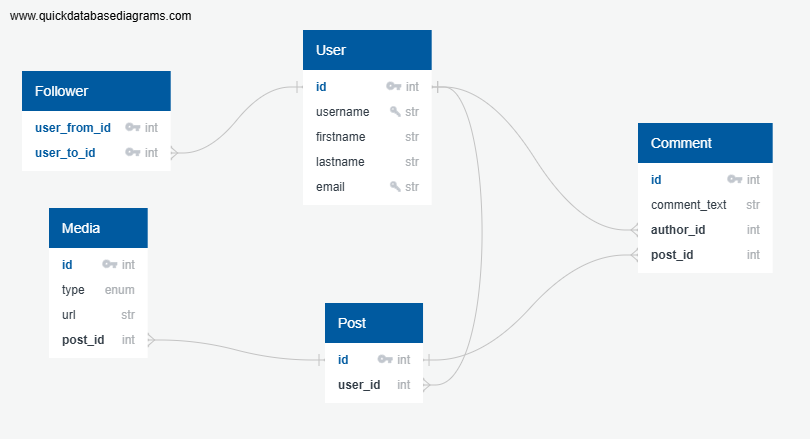 www.quickdatabasediagrams.com
User
id int
username str
firstname str
lastname str
email str
Follower
user_from_id int
user_to_id int
Comment
id int
comment_text str
author_id int
post_id int
Media
id int
type enum
url str
post_id int
Post
id int
user_id int